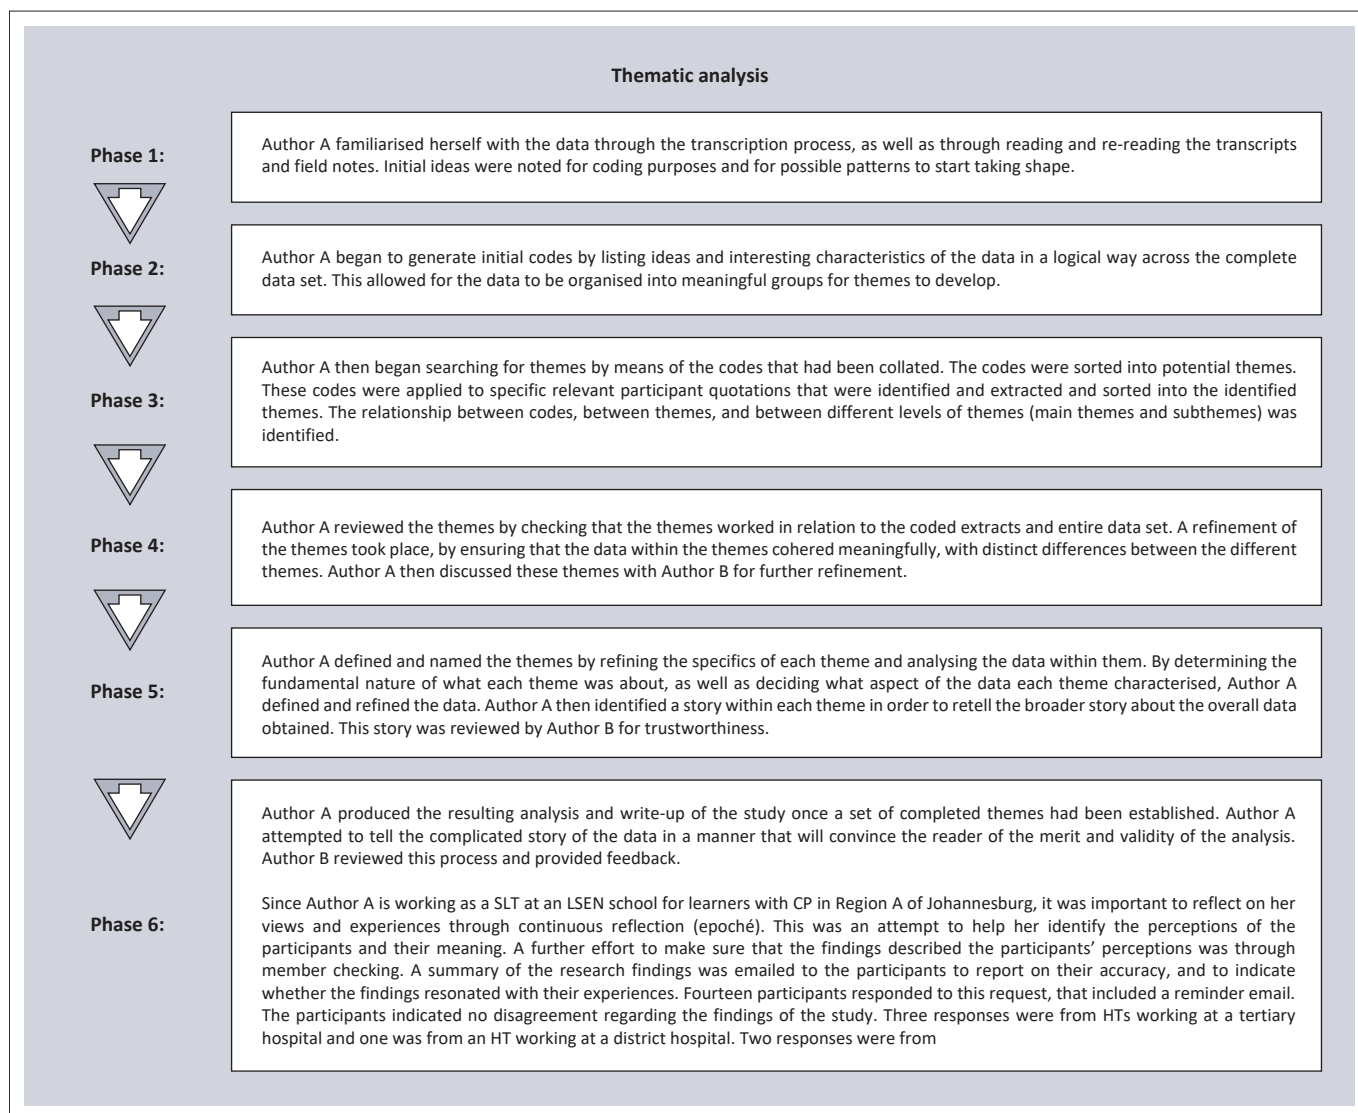 Thematic analysis
Phase 1:
Author A familiarised herself with the data through the transcription process, as well as through reading and re-reading the transcripts
and field notes. Initial ideas were noted for coding purposes and for possible patterns to start taking shape.
Phase 2:
Author A began to generate initial codes by listing ideas and interesting characteristics of the data in a logical way across the complete
data set. This allowed for the data to be organised into meaningful groups for themes to develop.
Phase 3:
Author A then began searching for themes by means of the codes that had been collated. The codes were sorted into potential themes.
These codes were applied to specific relevant participant quotations that were identified and extracted and sorted into the identified
themes. The relationship between codes, between themes, and between different levels of themes (main themes and subthemes) was
identified.
Phase 4:
Author A reviewed the themes by checking that the themes worked in relation to the coded extracts and entire data set. A refinement of
the themes took place, by ensuring that the data within the themes cohered meaningfully, with distinct differences between the different
themes. Author A then discussed these themes with Author B for further refinement.
Phase 5:
Author A defined and named the themes by refining the specifics of each theme and analysing the data within them. By determining the
fundamental nature of what each theme was about, as well as deciding what aspect of the data each theme characterised, Author A
defined and refined the data. Author A then identified a story within each theme in order to retell the broader story about the overall data
obtained. This story was reviewed by Author B for trustworthiness.
Phase 6:
Author A produced the resulting analysis and write-up of the study once a set of completed themes had been established. Author A
attempted to tell the complicated story of the data in a manner that will convince the reader of the merit and validity of the analysis.
Author B reviewed this process and provided feedback.
Since Author A is working as a SLT at an LSEN school for learners with CP in Region A of Johannesburg, it was important to reflect on her
views and experiences through continuous reflection (epoché). This was an attempt to help her identify the perceptions of the
participants and their meaning. A further effort to make sure that the findings described the participants’ perceptions was through
member checking. A summary of the research findings was emailed to the participants to report on their accuracy, and to indicate
whether the findings resonated with their experiences. Fourteen participants responded to this request, that included a reminder email.
The participants indicated no disagreement regarding the findings of the study. Three responses were from HTs working at a tertiary
hospital and one was from an HT working at a district hospital. Two responses were from